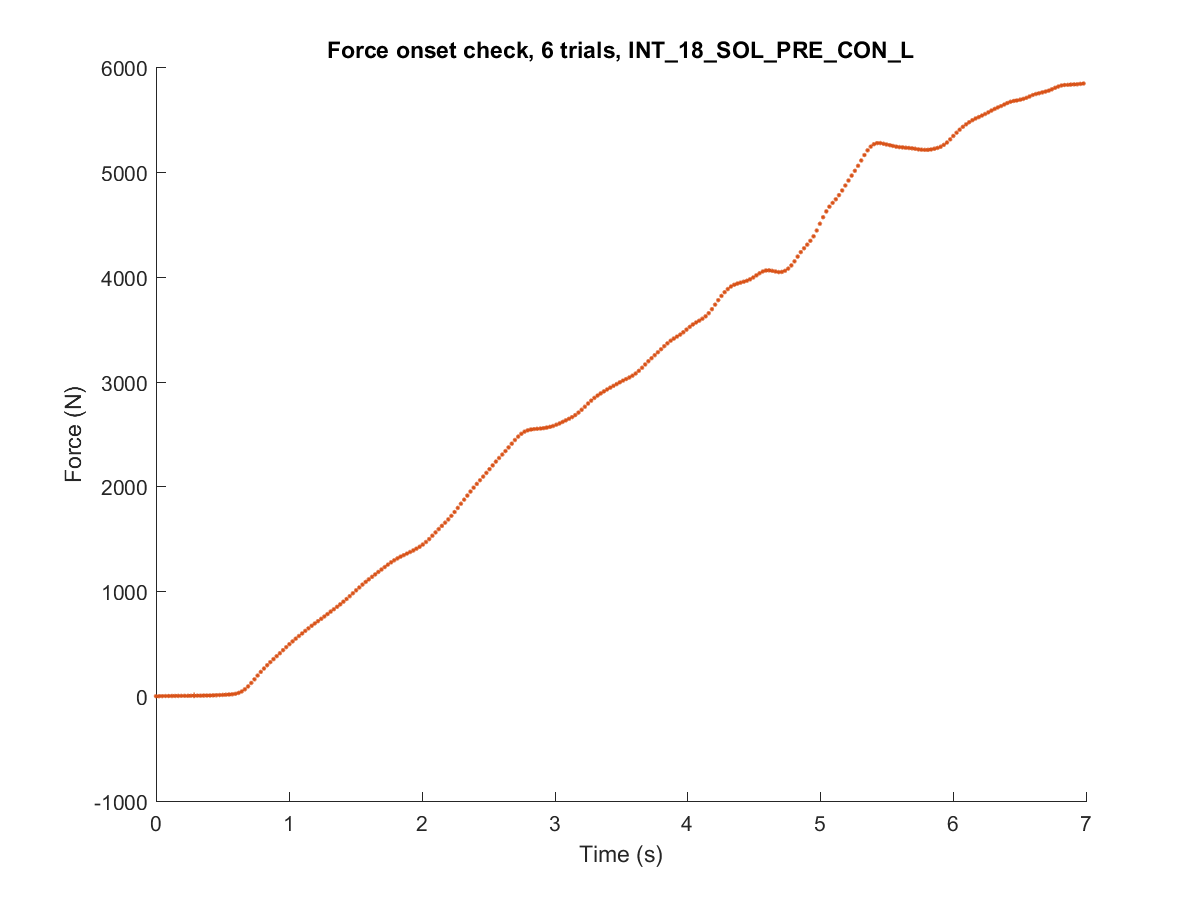 Force onset check, 6 trials, INT_18_SOL_PRE_CON_L
6000
5000
4000
3000
2000
1000
0
-1000
Force (N)
0 1 2 3 4 5 6 7
Time (s)